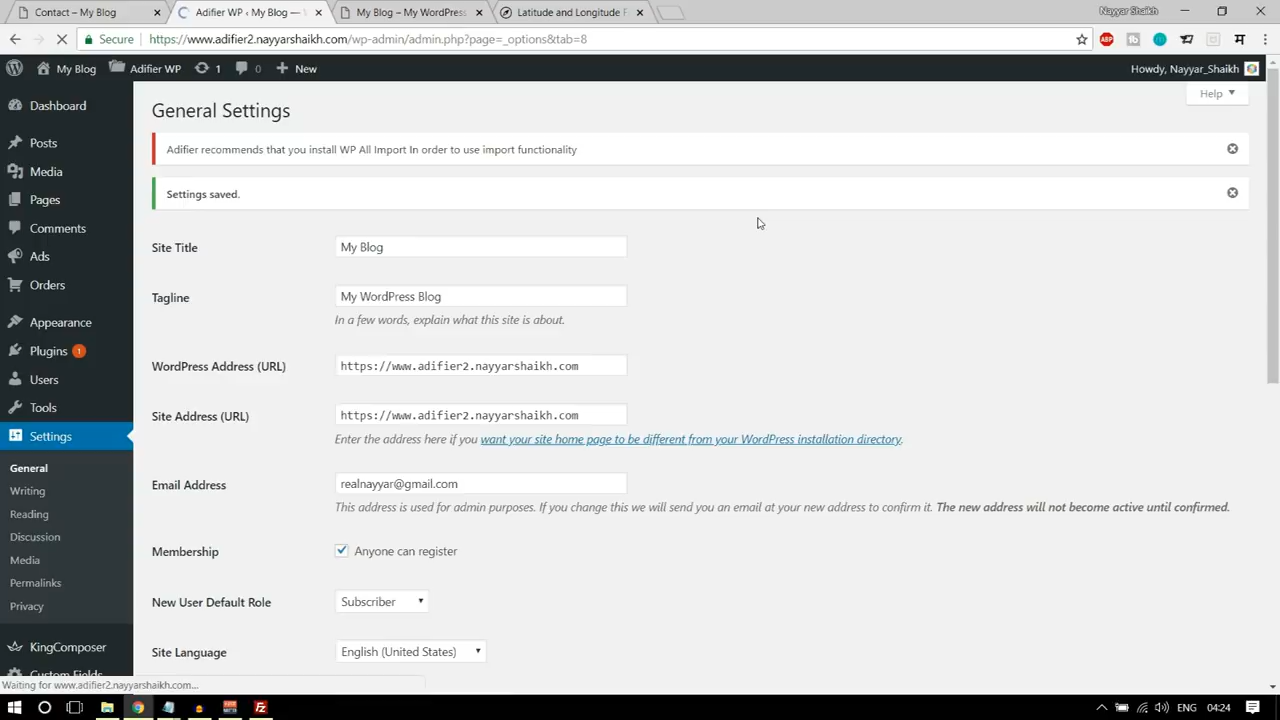 Contact – My Blog
Adifier WP ‹ My Blog —
My Blog – My WordPress
Latitude and Longitude F
Nayyar Shaikh
Secure
https://www.adifier2.nayyarshaikh.com/wp-admin/admin.php?page=_options&tab=8
ABP
My Blog
Adifier WP
1
0
New
Howdy, Nayyar_Shaikh
Dashboard
Posts
Media
Pages
Comments
Ads
Orders
Appearance
Plugins 1
Users
Tools
Settings
General
Writing
Reading
Discussion
Media
Permalinks
Privacy
KingComposer
Custom Fields
Help
General Settings
Adifier recommends that you install WP All Import In order to use import functionality
Settings saved.
Site Title
My Blog
Tagline
My WordPress Blog
In a few words, explain what this site is about.
WordPress Address (URL)
https://www.adifier2.nayyarshaikh.com
Site Address (URL)
https://www.adifier2.nayyarshaikh.com
Enter the address here if you want your site home page to be different from your WordPress installation directory.
Email Address
realnayyar@gmail.com
This address is used for admin purposes. If you change this we will send you an email at your new address to confirm it. The new address will not become active until confirmed.
Membership
Anyone can register
New User Default Role
Subscriber
Site Language
English (United States)
Waiting for www.adifier2.nayyarshaikh.com...
ENG
04:24